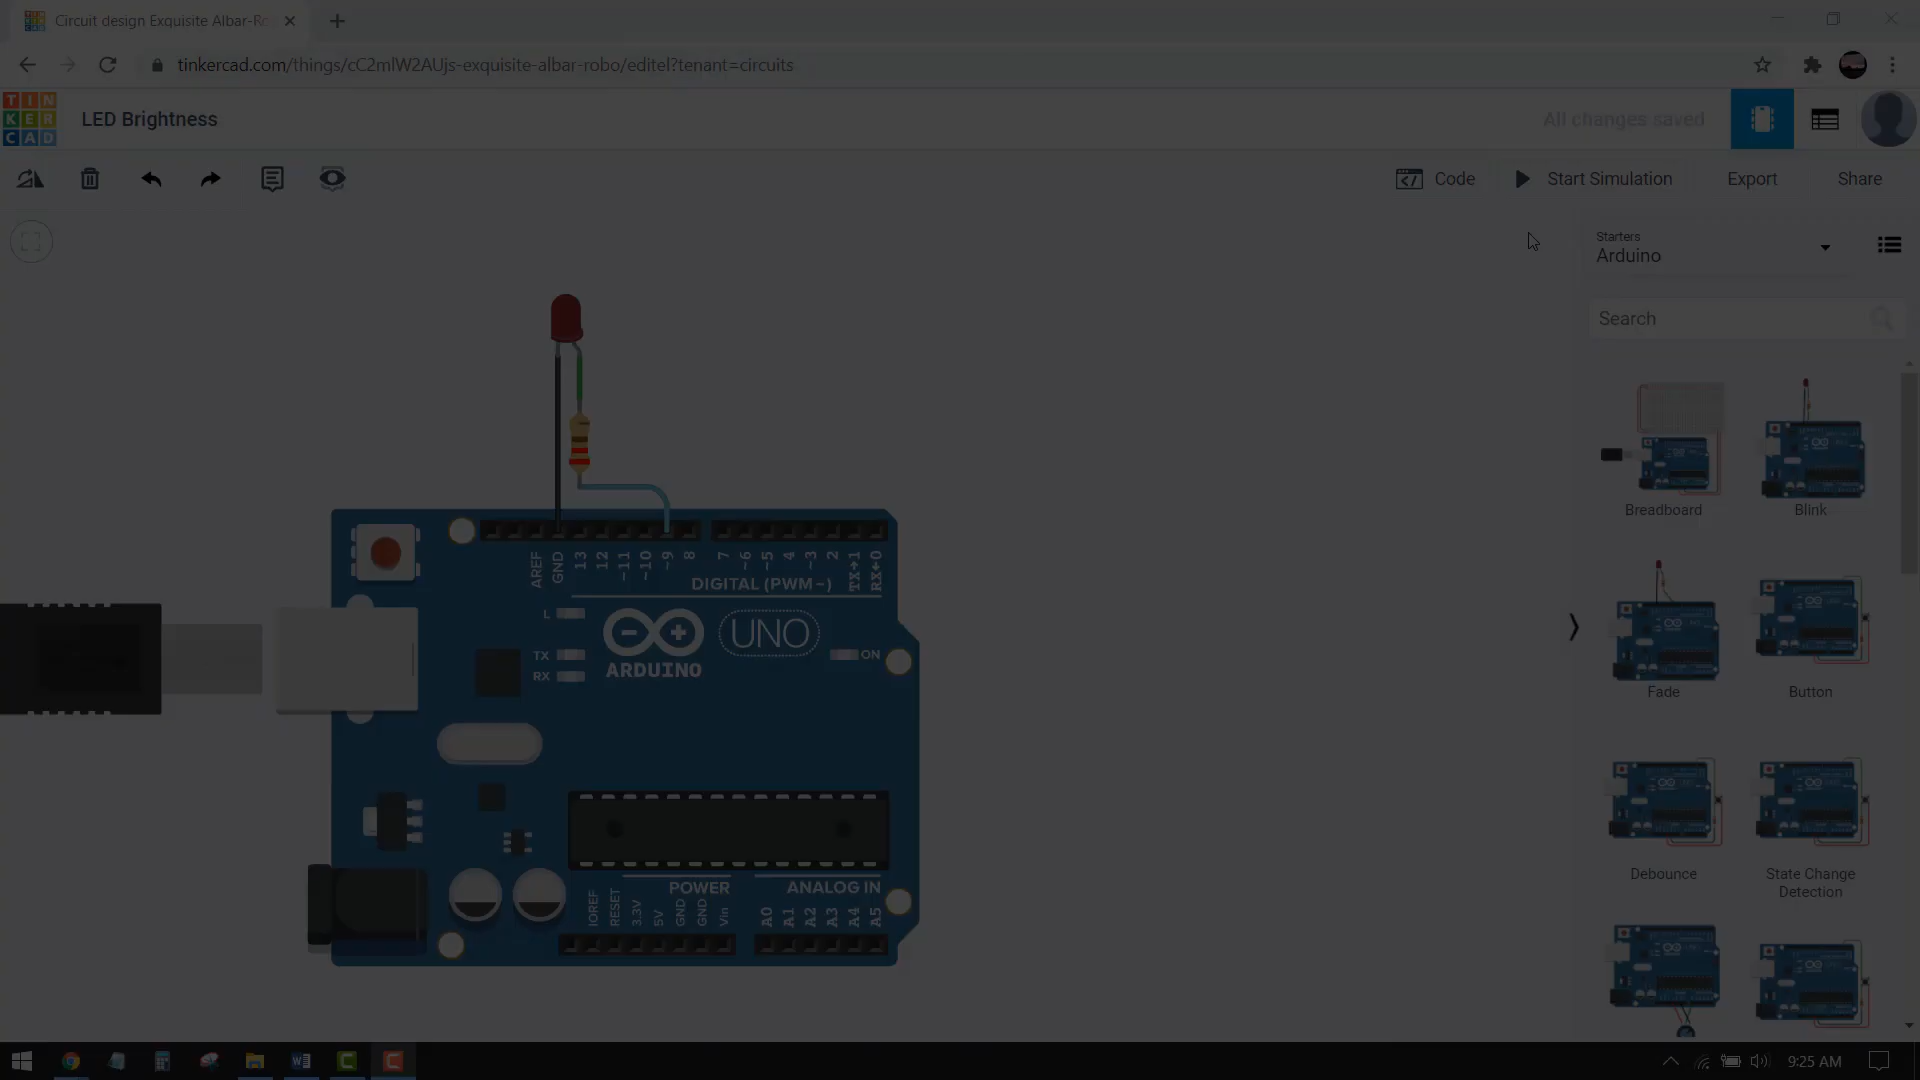 Circuit design Exquisite Albar-Ro
tinkercad.com/things/cC2mlW2AUjs-exquisite-albar-robo/editel?tenant=circuits
TIN
KER
CAD
LED Brightness
All changes saved
Code
Start Simulation
Export
Share
Starters
Arduino
Search
Breadboard
Blink
Fade
Button
Debounce
State Change
Detection
AREF
GND
13
12
~11
~10
~9
8
7
~6
~5
4
~3
2
TX→1
RX←0
DIGITAL (PWM~)
L
TX
RX
ARDUINO
UNO
ON
POWER
ANALOG IN
IOREF
RESET
3.3V
5V
GND
GND
Vin
A0
A1
A2
A3
A4
A5
9:25 AM